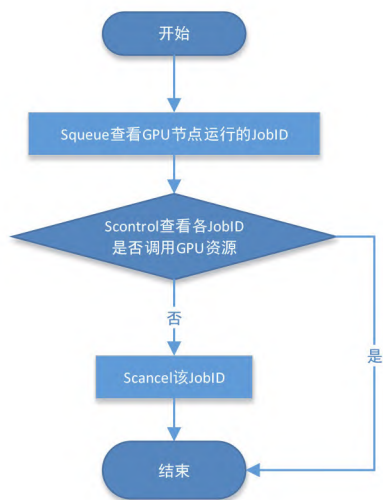 开始
Squeue查看GPU节点运行的JobID
Scontrol查看各JobID
是否调用GPU资源
否
是
Scancel该JobID
结束